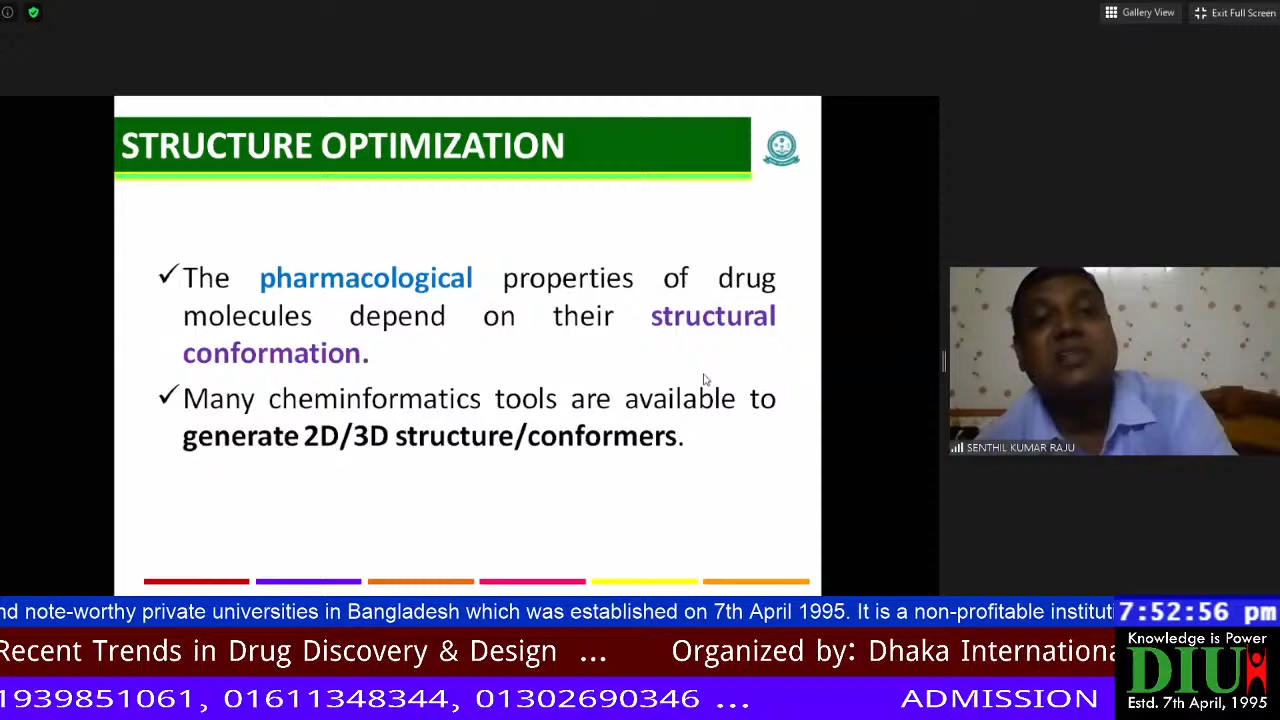 Gallery View
Exit Full Screen
STRUCTURE OPTIMIZATION
✓The pharmacological properties of drug
molecules depend on their structural
conformation.
✓Many cheminformatics tools are available to
generate 2D/3D structure/conformers.
SENTHIL KUMAR RAJU
nd note-worthy private universities in Bangladesh which was established on 7th April 1995. It is a non-profitable instituti
7:52:56 pm
Recent Trends in Drug Discovery & Design ... Organized by: Dhaka Internationa
Knowledge is Power
DIU
1939851061, 01611348344, 01302690346 ... ADMISSION
Estd. 7th April, 1995